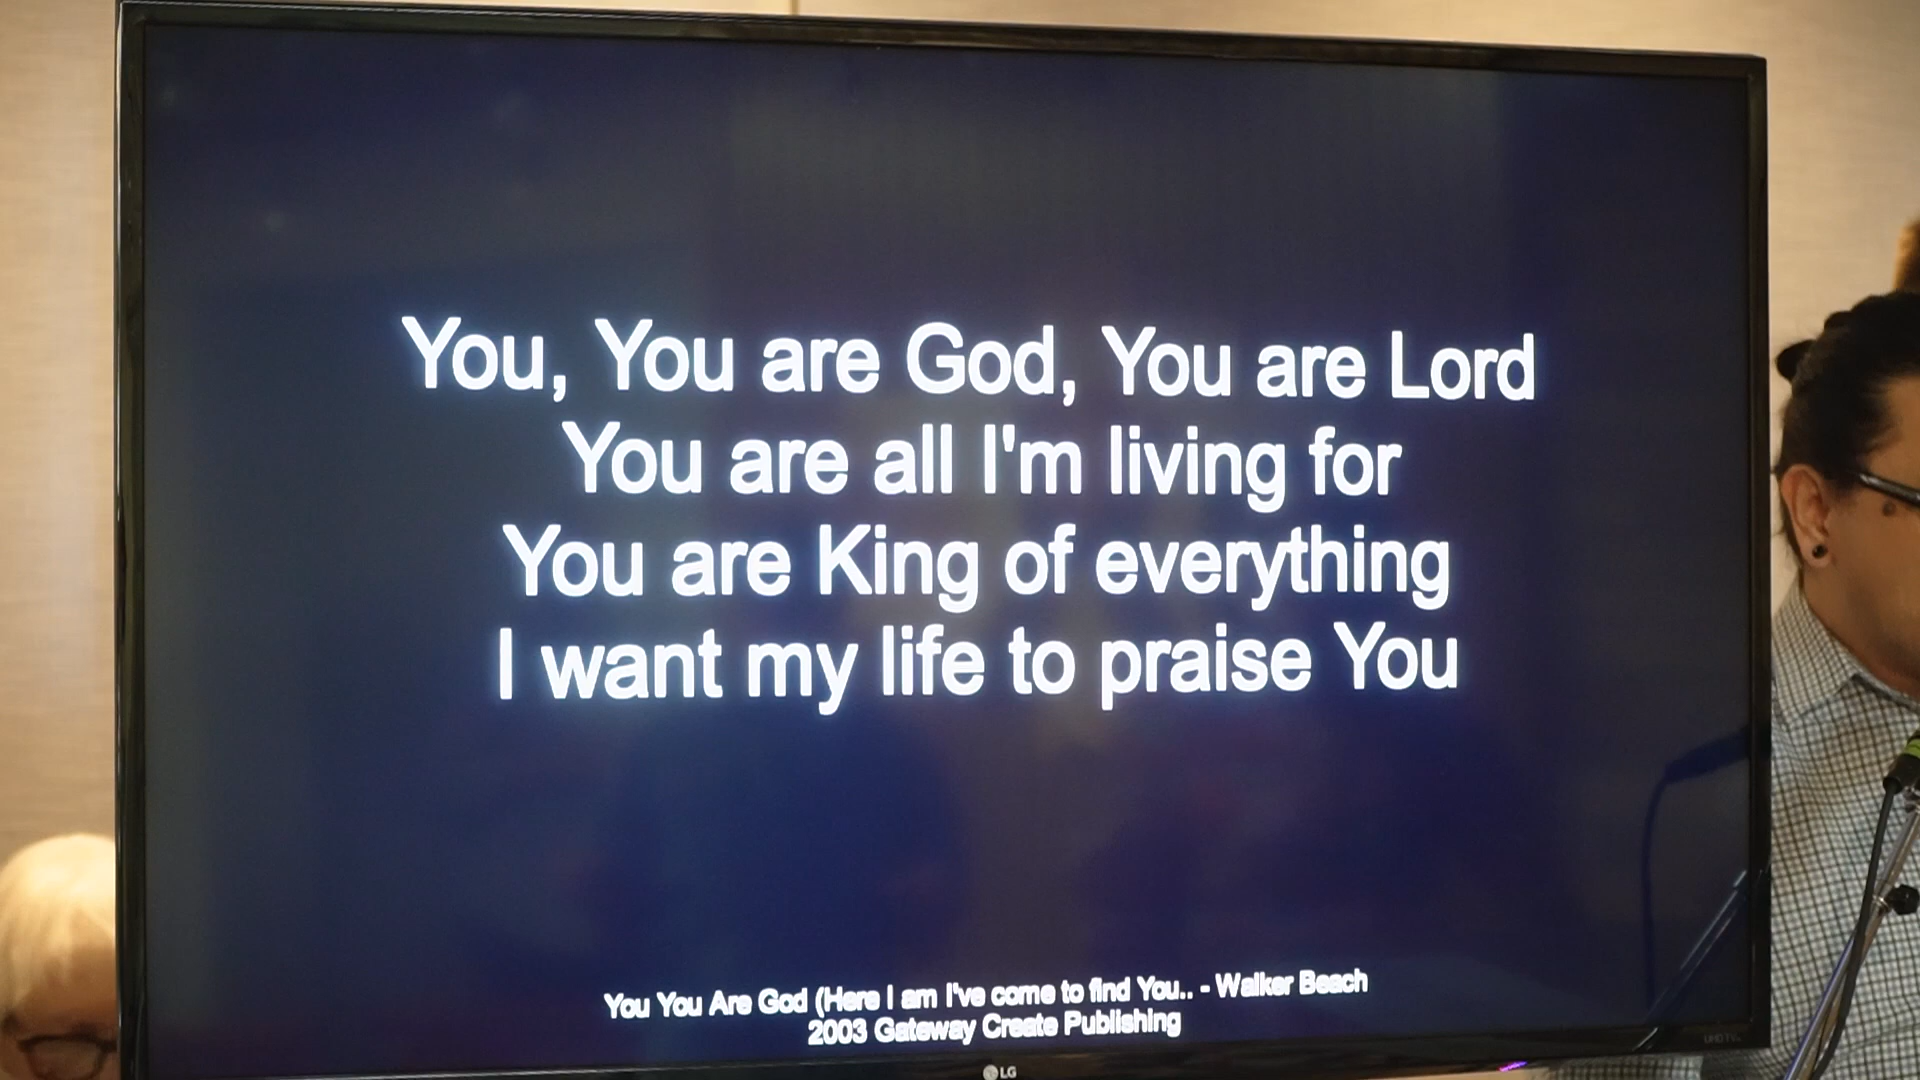 You, You are God, You are Lord
You are all I'm living for
You are King of everything
I want my life to praise You
You You Are God (Here I am I've come to find You.. - Walker Beach
2003 Gateway Create Publishing
LG